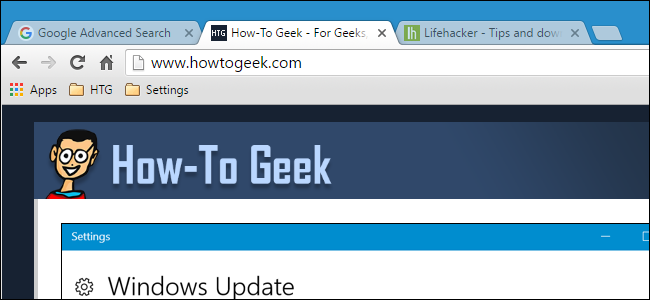 Google Advanced Search HTG How-To Geek - For Geeks, lh Lifehacker - Tips and dow
www.howtogeek.com
Apps HTG Settings
How-To Geek
Settings
Windows Update